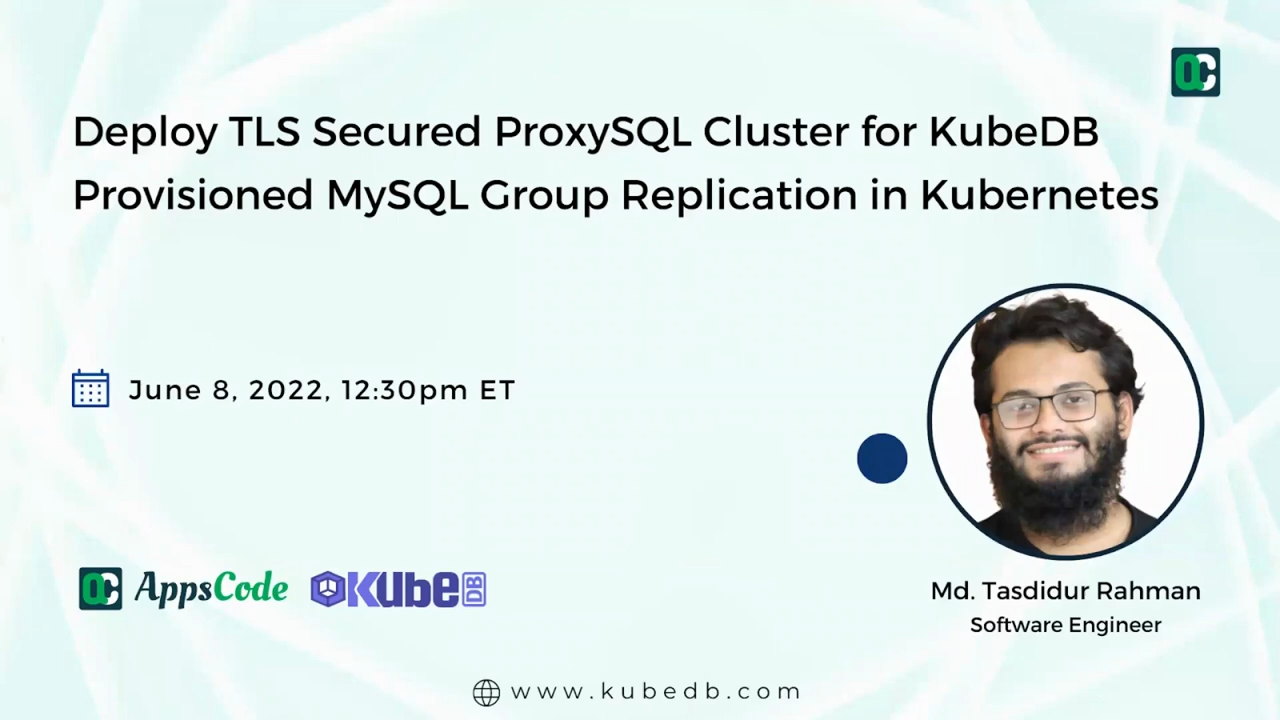 Deploy TLS Secured ProxySQL Cluster for KubeDB
Provisioned MySQL Group Replication in Kubernetes
June 8, 2022, 12:30pm ET
AppsCode KubeDB
Md. Tasdidur Rahman
Software Engineer
www.kubedb.com